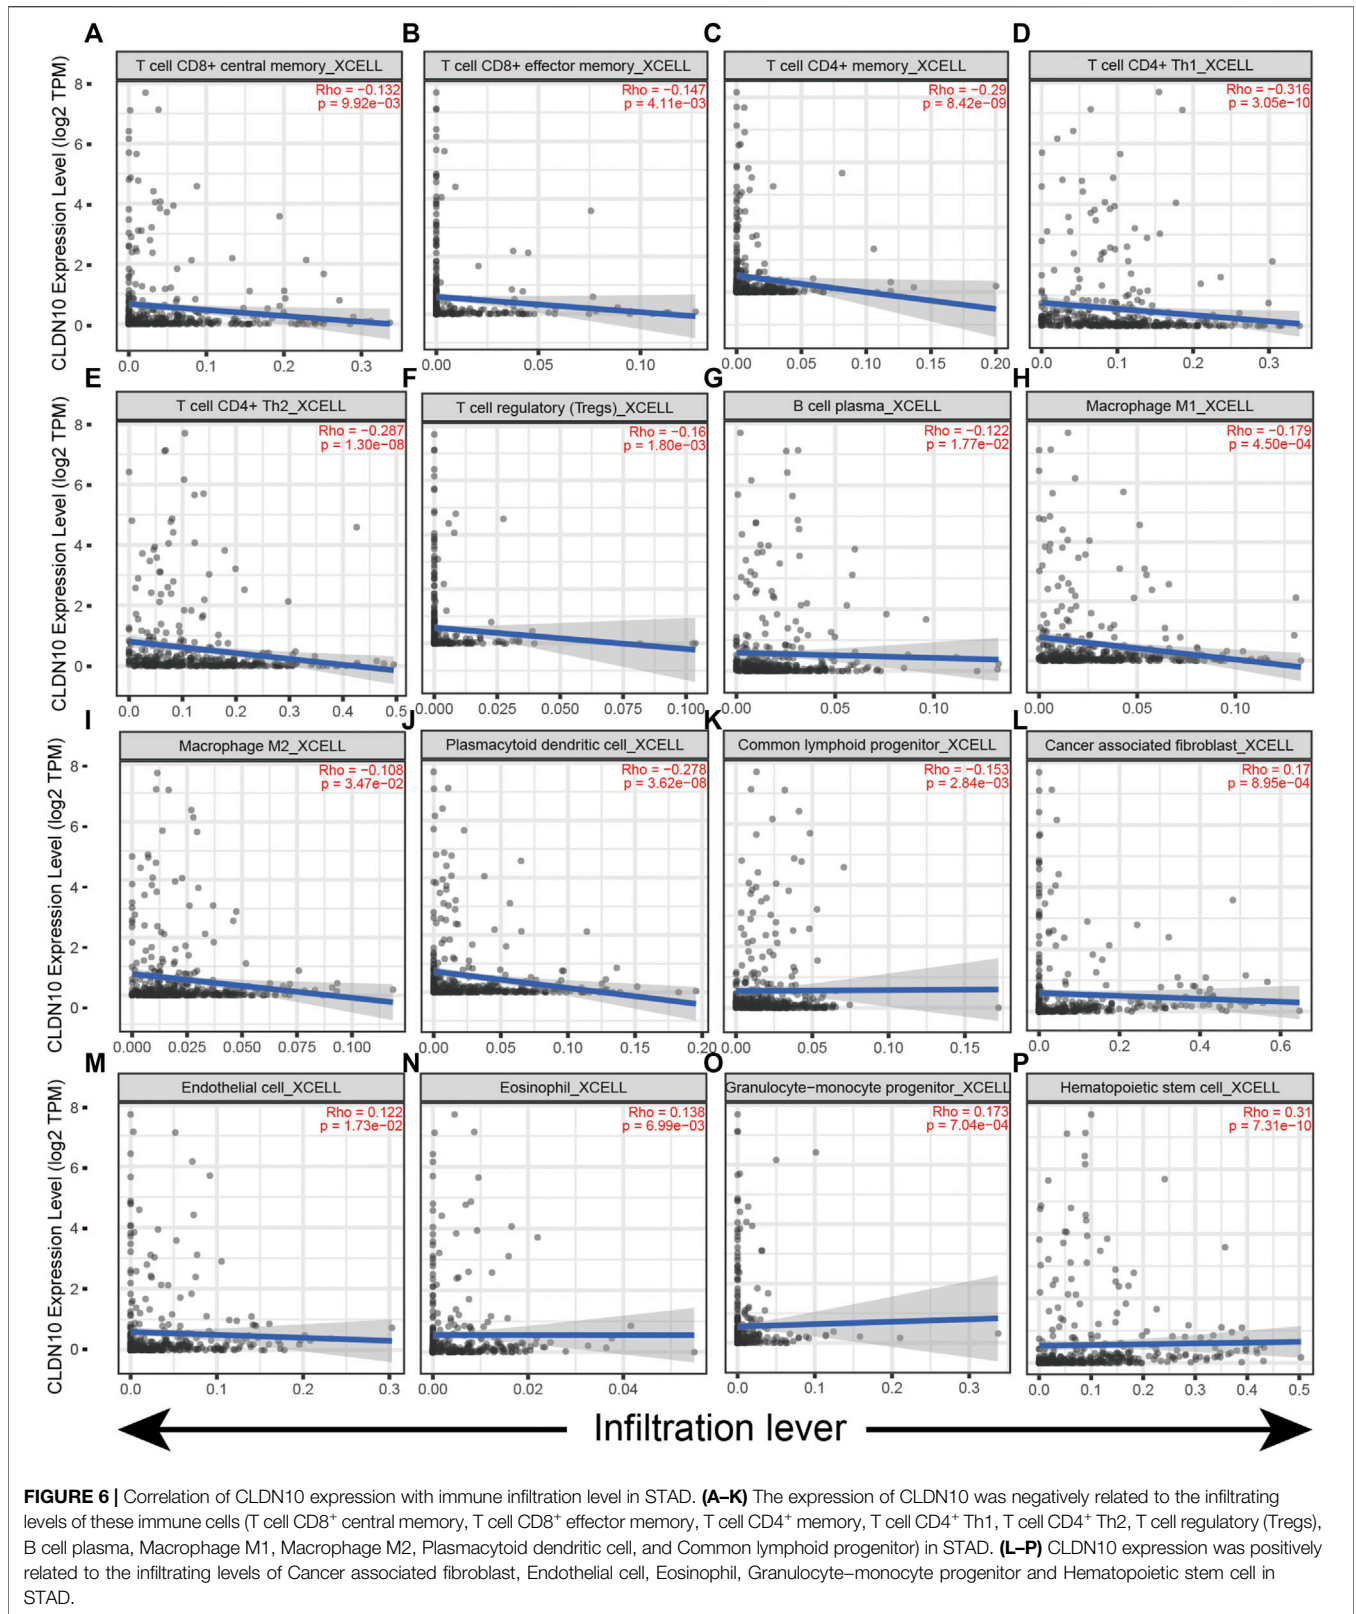 A
B
C
D
T cell CD8+ central memory_XCELL
T cell CD8+ effector memory_XCELL
T cell CD4+ memory_XCELL
T cell CD4+ Th1_XCELL
CLDN10 Expression Level (log2 TPM)
8
6
4
2
0
Rho = −0.132
p = 9.92e−03
Rho = −0.147
p = 4.11e−03
Rho = −0.29
p = 8.42e−09
Rho = −0.316
p = 3.05e−10
0.0 0.1 0.2 0.3
0.00 0.05 0.10
0.00 0.05 0.10 0.15 0.20
0.0 0.1 0.2 0.3
E
F
G
H
T cell CD4+ Th2_XCELL
T cell regulatory (Tregs)_XCELL
B cell plasma_XCELL
Macrophage M1_XCELL
CLDN10 Expression Level (log2 TPM)
8
6
4
2
0
Rho = −0.287
p = 1.30e−08
Rho = −0.16
p = 1.80e−03
Rho = −0.122
p = 1.77e−02
Rho = −0.179
p = 4.50e−04
0.0 0.1 0.2 0.3 0.4 0.5
0.000 0.025 0.050 0.075 0.100
0.00 0.05 0.10
0.00 0.05 0.10
I
J
K
L
Macrophage M2_XCELL
Plasmacytoid dendritic cell_XCELL
Common lymphoid progenitor_XCELL
Cancer associated fibroblast_XCELL
CLDN10 Expression Level (log2 TPM)
8
6
4
2
0
Rho = −0.108
p = 3.47e−02
Rho = −0.278
p = 3.62e−08
Rho = −0.153
p = 2.84e−03
Rho = 0.17
p = 8.95e−04
0.000 0.025 0.050 0.075 0.100
0.00 0.05 0.10 0.15 0.20
0.00 0.05 0.10 0.15
0.0 0.2 0.4 0.6
M
N
O
P
Endothelial cell_XCELL
Eosinophil_XCELL
Granulocyte−monocyte progenitor_XCELL
Hematopoietic stem cell_XCELL
CLDN10 Expression Level (log2 TPM)
8
6
4
2
0
Rho = 0.122
p = 1.73e−02
Rho = 0.138
p = 6.99e−03
Rho = 0.173
p = 7.04e−04
Rho = 0.31
p = 7.31e−10
0.0 0.1 0.2 0.3
0.00 0.02 0.04
0.0 0.1 0.2 0.3
0.0 0.1 0.2 0.3 0.4 0.5
Infiltration lever
FIGURE 6 | Correlation of CLDN10 expression with immune infiltration level in STAD. (A–K) The expression of CLDN10 was negatively related to the infiltrating
levels of these immune cells (T cell CD8⁺ central memory, T cell CD8⁺ effector memory, T cell CD4⁺ memory, T cell CD4⁺ Th1, T cell CD4⁺ Th2, T cell regulatory (Tregs),
B cell plasma, Macrophage M1, Macrophage M2, Plasmacytoid dendritic cell, and Common lymphoid progenitor) in STAD. (L–P) CLDN10 expression was positively
related to the infiltrating levels of Cancer associated fibroblast, Endothelial cell, Eosinophil, Granulocyte–monocyte progenitor and Hematopoietic stem cell in
STAD.